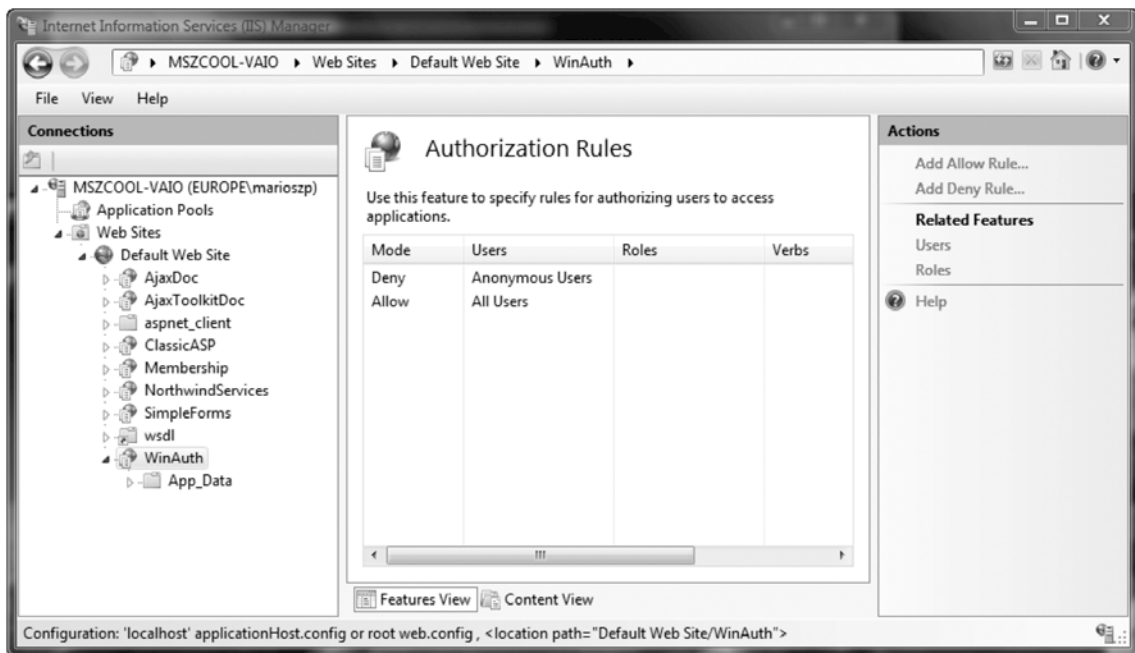 Internet Information Services (IIS) Manager
MSZCOOL-VAIO Web Sites Default Web Site WinAuth
File View Help
Connections
MSZCOOL-VAIO (EUROPE\marioszp)
Application Pools
Web Sites
Default Web Site
AjaxDoc
AjaxToolkitDoc
aspnet_client
ClassicASP
Membership
NorthwindServices
SimpleForms
wsdl
WinAuth
App_Data
Authorization Rules
Use this feature to specify rules for authorizing users to access
applications.
Mode Users Roles Verbs
Deny Anonymous Users
Allow All Users
Features View Content View
Actions
Add Allow Rule...
Add Deny Rule...
Related Features
Users
Roles
Help
Configuration: 'localhost' applicationHost.config or root web.config , <location path="Default Web Site/WinAuth">